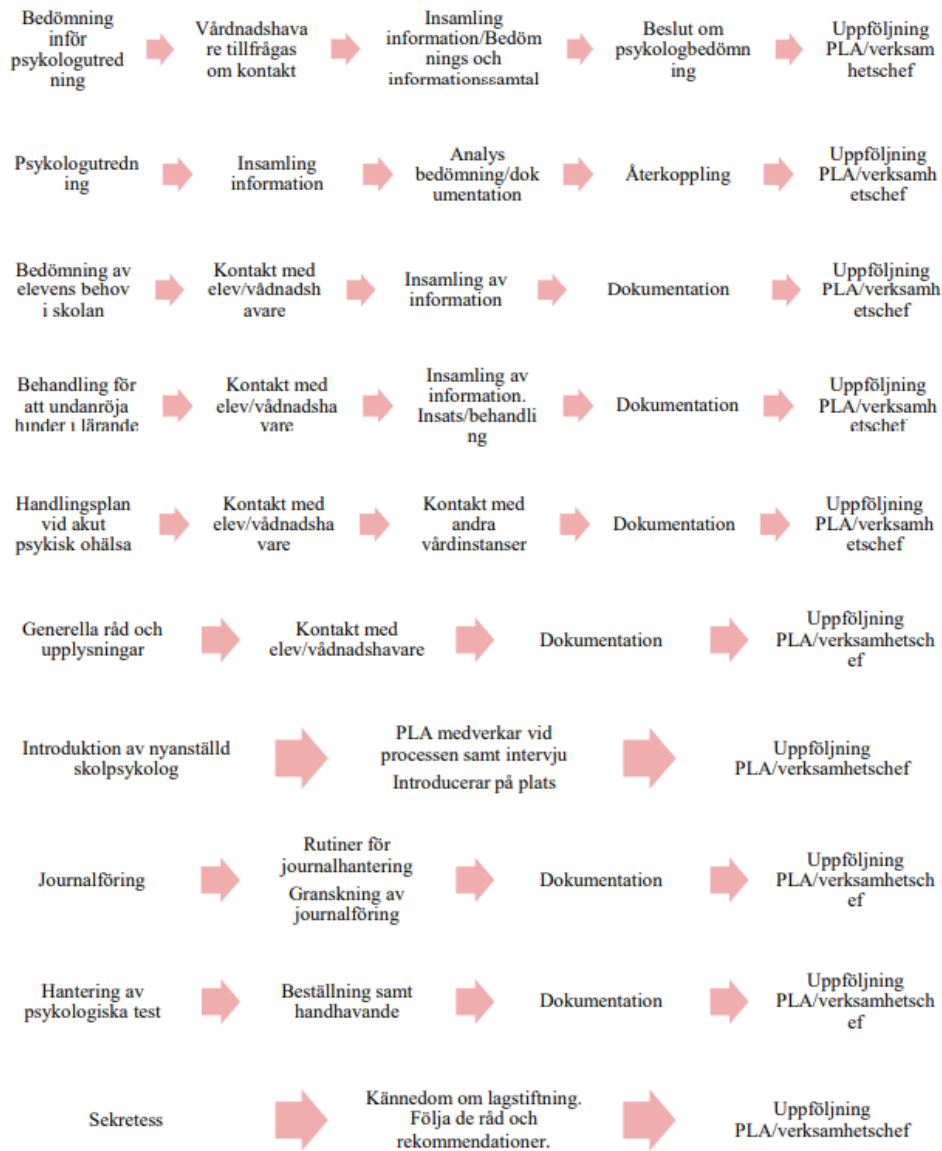 Bedömning
inför
psykologutred
ning
Vårdnadshava
re tillfrågas
om kontakt
Insamling
information/Bedöm
nings och
informationssamtal
Beslut om
psykologbedömn
ing
Uppföljning
PLA/verksam
hetschef
Psykologutredn
ing
Insamling
information
Analys
bedömning/dok
umentation
Återkoppling
Uppföljning
PLA/verksamh
etschef
Bedömning av
elevens behov
i skolan
Kontakt med
elev/vådnadsh
avare
Insamling av
information
Dokumentation
Uppföljning
PLA/verksamh
etschef
Behandling för
att undanröja
hinder i lärande
Kontakt med
elev/vådnadsha
vare
Insamling av
information.
Insats/behandli
ng
Dokumentation
Uppföljning
PLA/verksamh
etschef
Handlingsplan
vid akut
psykisk ohälsa
Kontakt med
elev/vådnadsha
vare
Kontakt med
andra
vårdinstanser
Dokumentation
Uppföljning
PLA/verksamh
etschef
Generella råd och
upplysningar
Kontakt med
elev/vådnadshavare
Dokumentation
Uppföljning
PLA/verksamhetsch
ef
Introduktion av nyanställd
skolpsykolog
PLA medverkar vid
processen samt intervju
Introducerar på plats
Uppföljning
PLA/verksamhetschef
Journalföring
Rutiner för
journalhantering
Granskning av
journalföring
Dokumentation
Uppföljning
PLA/verksamhetsch
ef
Hantering av
psykologiska test
Beställning samt
handhavande
Dokumentation
Uppföljning
PLA/verksamhetsch
ef
Sekretess
Kännedom om lagstiftning.
Följa de råd och
rekommendationer.
Uppföljning
PLA/verksamhetschef